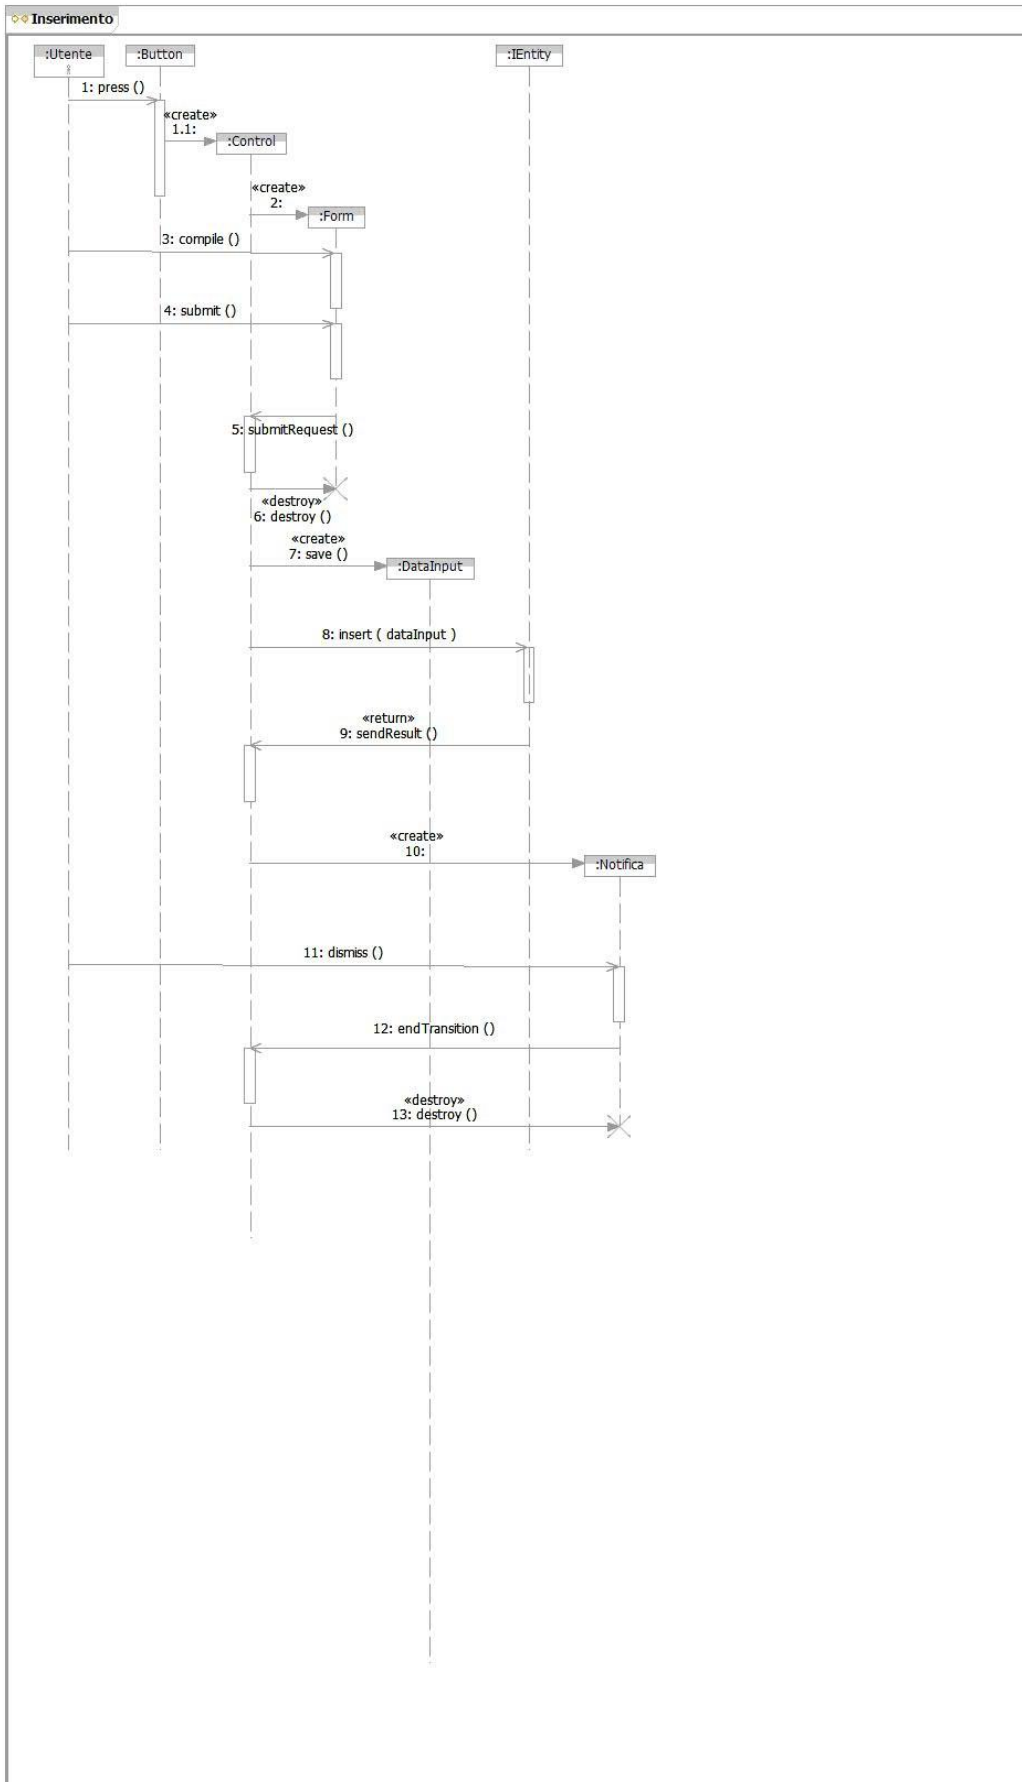 Inserimento
:Utente
:Button
:IEntity
1: press ()
«create»
1.1:
:Control
«create»
2:
:Form
3: compile ()
4: submit ()
5: submitRequest ()
«destroy»
6: destroy ()
«create»
7: save ()
:DataInput
8: insert ( dataInput )
«return»
9: sendResult ()
«create»
10:
:Notifica
11: dismiss ()
12: endTransition ()
«destroy»
13: destroy ()